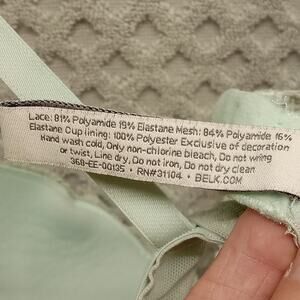 Lace: 81% Polyamide 19% Elastane Mesh: 84% Polyamide 16%
Elastane Cup lining: 100% Polyester Exclusive of decoration
Hand wash cold, Only non-chlorine bleach, Do not wring
or twist, Line dry, Do not iron, Do not dry clean
368-EE-00135 • RN#31104 • BELK.COM